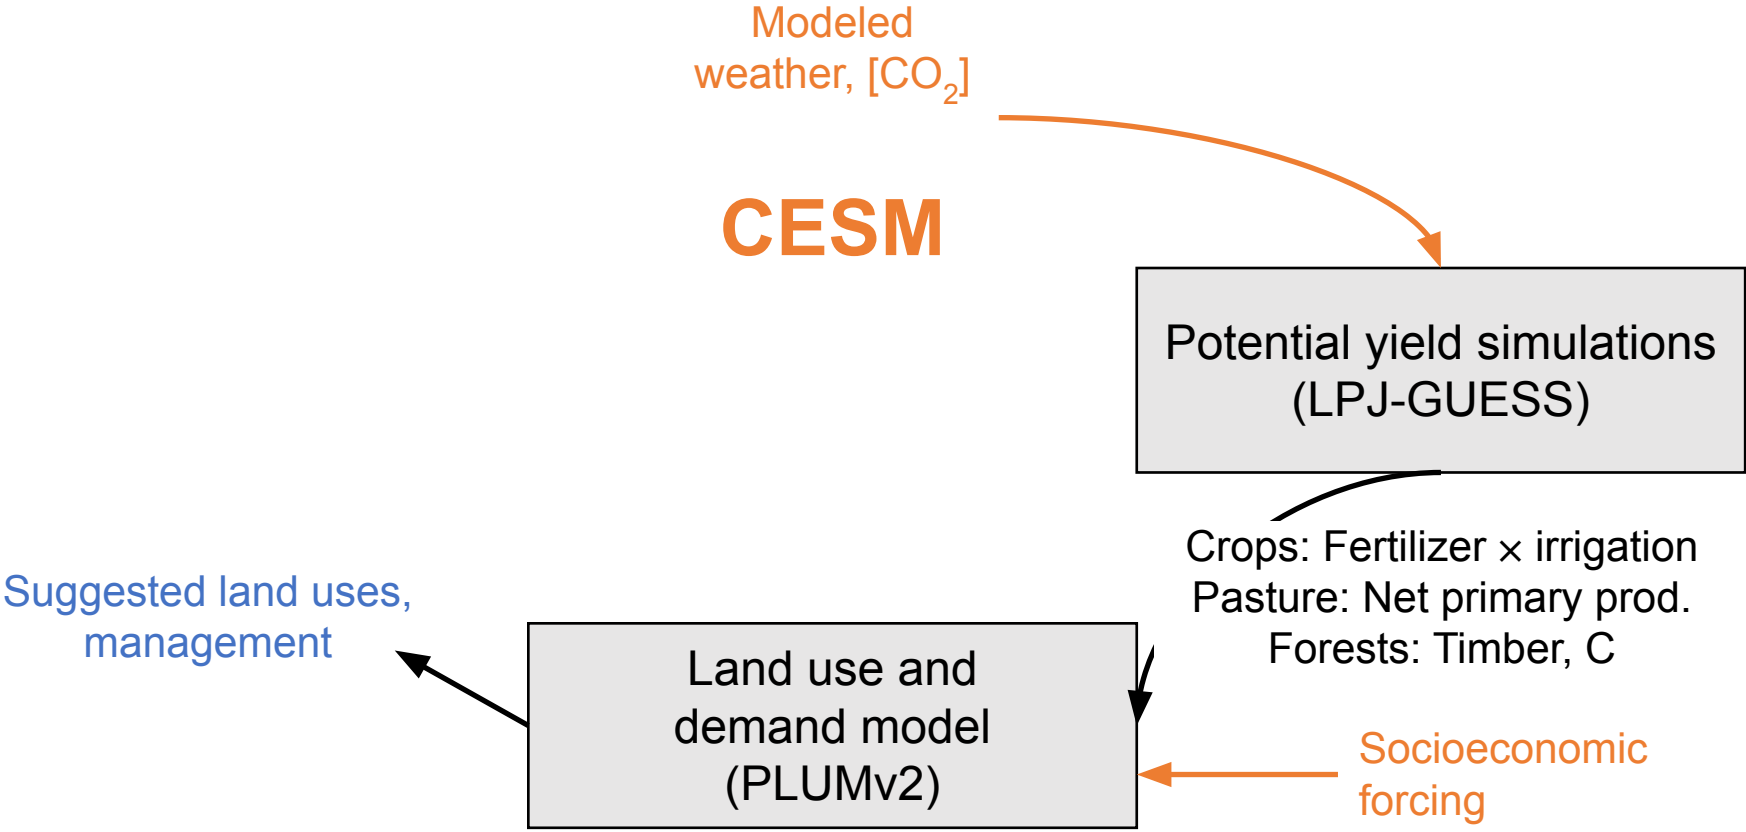 Modeled
weather, [CO₂]
CESM
Potential yield simulations
(LPJ-GUESS)
Crops: Fertilizer × irrigation
Pasture: Net primary prod.
Forests: Timber, C
Suggested land uses,
management
Land use and
demand model
(PLUMv2)
Socioeconomic
forcing